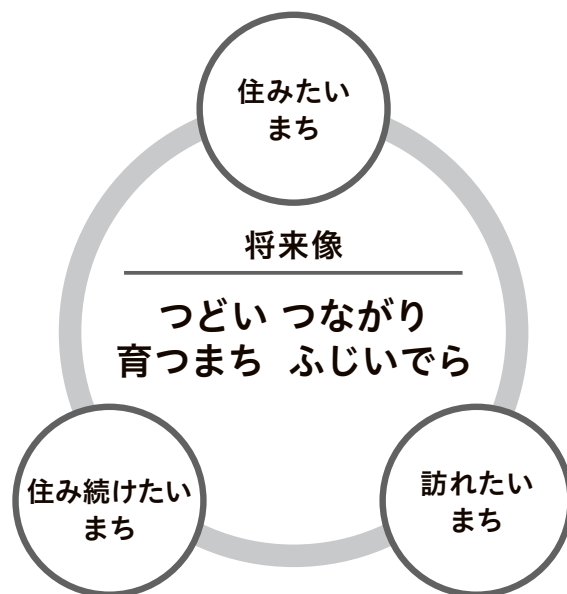 住みたい
まち
将来像
つどい つながり
育つまち ふじいでら
住み続けたい
まち
訪れたい
まち